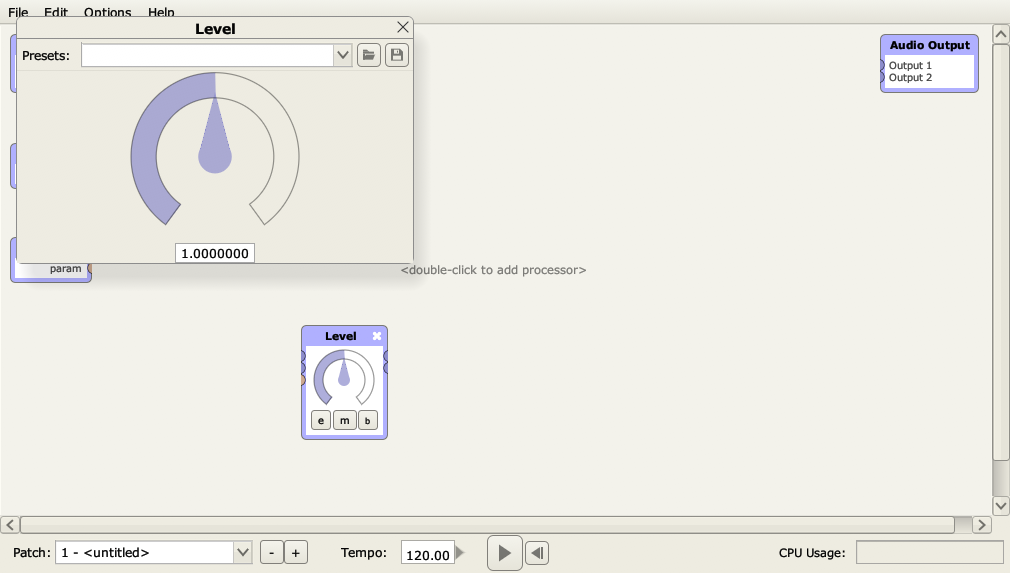 File Edit Options Help
Level
Presets:
1.0000000
param
Audio Output
Output 1
Output 2
<double-click to add processor>
Level
e m b
Patch: 1 - <untitled> - + Tempo: 120.00 CPU Usage: